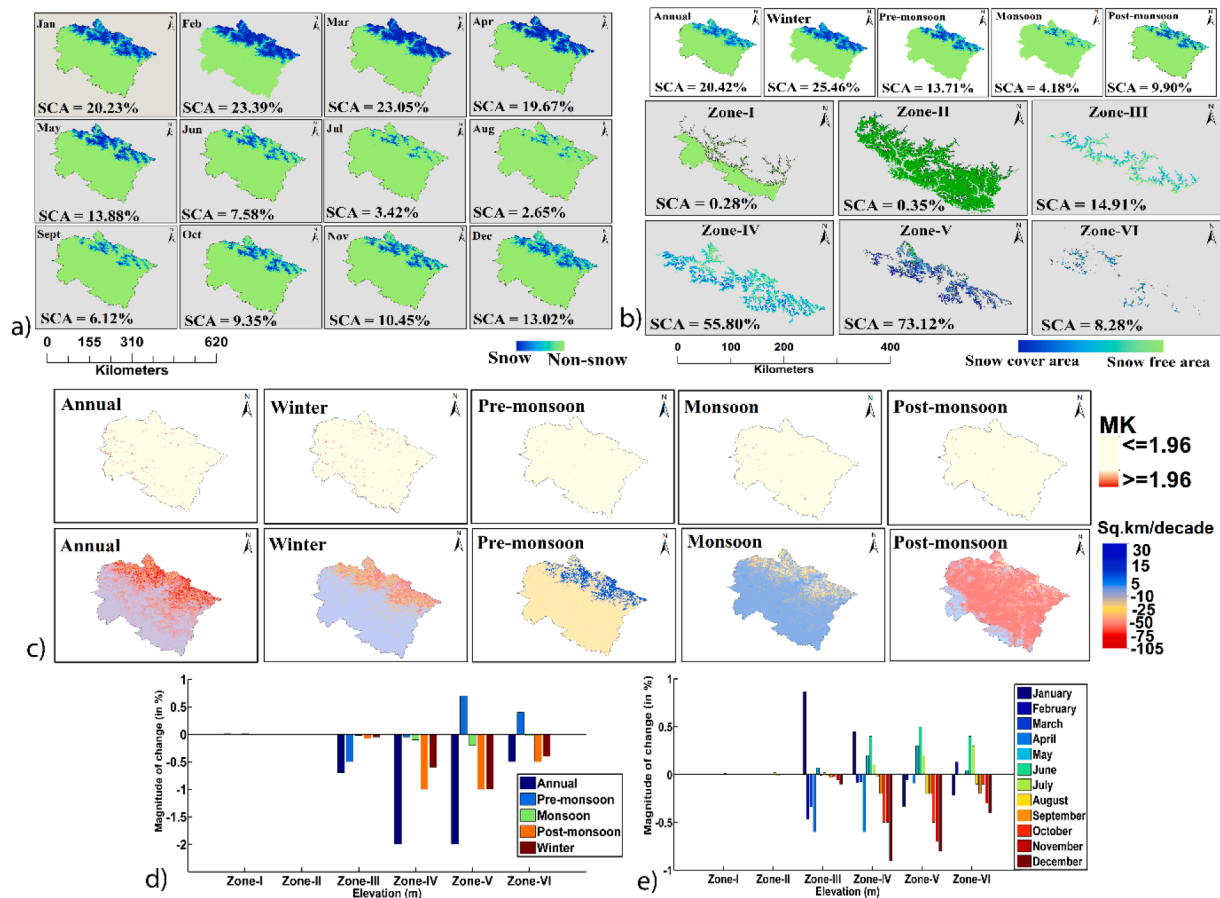 Jan Feb Mar Apr
N N N N
SCA = 20.23% SCA = 23.39% SCA = 23.05% SCA = 19.67%
May Jun Jul Aug
N N N N
SCA = 13.88% SCA = 7.58% SCA = 3.42% SCA = 2.65%
Sept Oct Nov Dec
N N N N
SCA = 6.12% SCA = 9.35% SCA = 10.45% SCA = 13.02%
a)
0 155 310 620
Kilometers
Snow Non-snow
Annual Winter Pre-monsoon Monsoon Post-monsoon
N N N N N
SCA = 20.42% SCA = 25.46% SCA = 13.71% SCA = 4.18% SCA = 9.90%
Zone-I Zone-II Zone-III
N N N
SCA = 0.28% SCA = 0.35% SCA = 14.91%
Zone-IV Zone-V Zone-VI
N N N
SCA = 55.80% SCA = 73.12% SCA = 8.28%
b)
0 100 200 400
Kilometers
Snow cover area Snow free area
Annual Winter Pre-monsoon Monsoon Post-monsoon
N N N N N
MK
<=1.96
>=1.96
Annual Winter Pre-monsoon Monsoon Post-monsoon
N N N N N
Sq.km/decade
30
15
5
-10
-25
-50
-75
-105
c)
Magnitude of change (in %)
1
0.5
0
-0.5
-1
-1.5
-2
Annual
Pre-monsoon
Monsoon
Post-monsoon
Winter
Zone-I Zone-II Zone-III Zone-IV Zone-V Zone-VI
Elevation (m)
d)
Magnitude of change (in %)
1
0.5
0
-0.5
-1
January
February
March
April
May
June
July
August
September
October
November
December
Zone-I Zone-II Zone-III Zone-IV Zone-V Zone-VI
Elevation (m)
e)